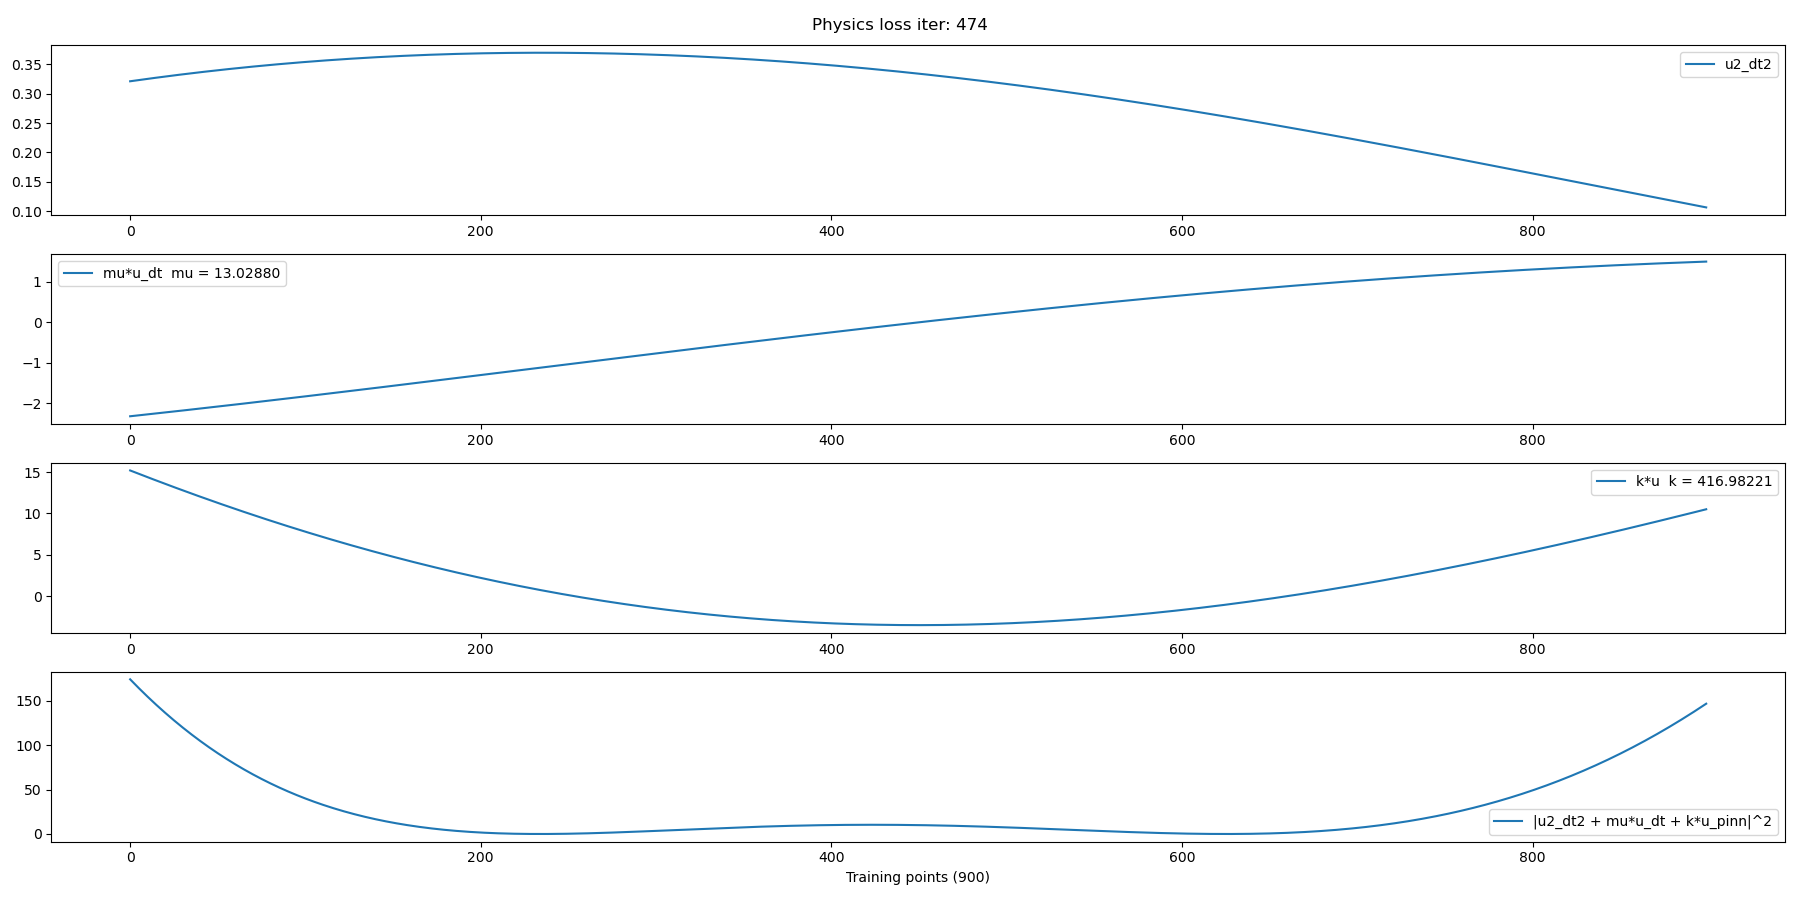 Physics loss iter: 474
0.35
0.30
0.25
0.20
0.15
0.10
u2_dt2
0 200 400 600 800
1
0
−1
−2
mu*u_dt  mu = 13.02880
0 200 400 600 800
15
10
5
0
k*u  k = 416.98221
0 200 400 600 800
150
100
50
0
|u2_dt2 + mu*u_dt + k*u_pinn|^2
0 200 400 600 800
Training points (900)